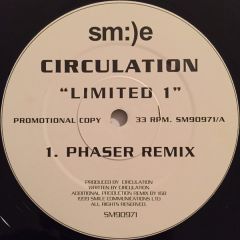 sm:)e
CIRCULATION
"LIMITED 1"
PROMOTIONAL COPY 33 RPM. SM90971/A
1. PHASER REMIX
PRODUCED BY CIRCULATION
WRITTEN BY CIRCULATION
ADDITIONAL PRODUCTION REMIX BY
1999 SMILE COMMUNICATIONS LTD
ALL RIGHTS RESERVED.
SM90971